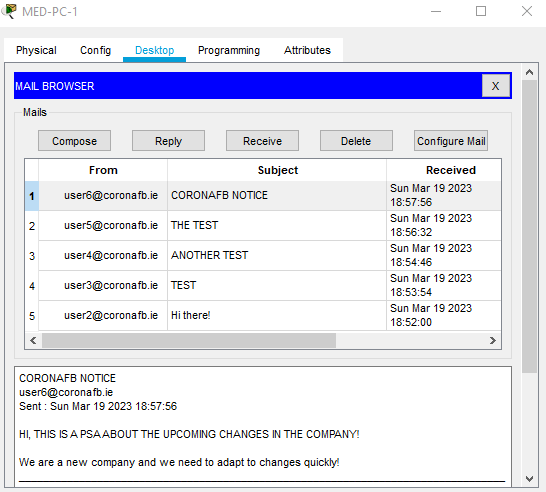 MED-PC-1
Physical Config Desktop Programming Attributes
MAIL BROWSER X
Mails
Compose Reply Receive Delete Configure Mail
From Subject Received
1 user6@coronafb.ie CORONAFB NOTICE Sun Mar 19 2023
18:57:56
2 user5@coronafb.ie THE TEST Sun Mar 19 2023
18:56:32
3 user4@coronafb.ie ANOTHER TEST Sun Mar 19 2023
18:54:46
4 user3@coronafb.ie TEST Sun Mar 19 2023
18:53:54
5 user2@coronafb.ie Hi there! Sun Mar 19 2023
18:52:00
CORONAFB NOTICE
user6@coronafb.ie
Sent : Sun Mar 19 2023 18:57:56
HI, THIS IS A PSA ABOUT THE UPCOMING CHANGES IN THE COMPANY!
We are a new company and we need to adapt to changes quickly!